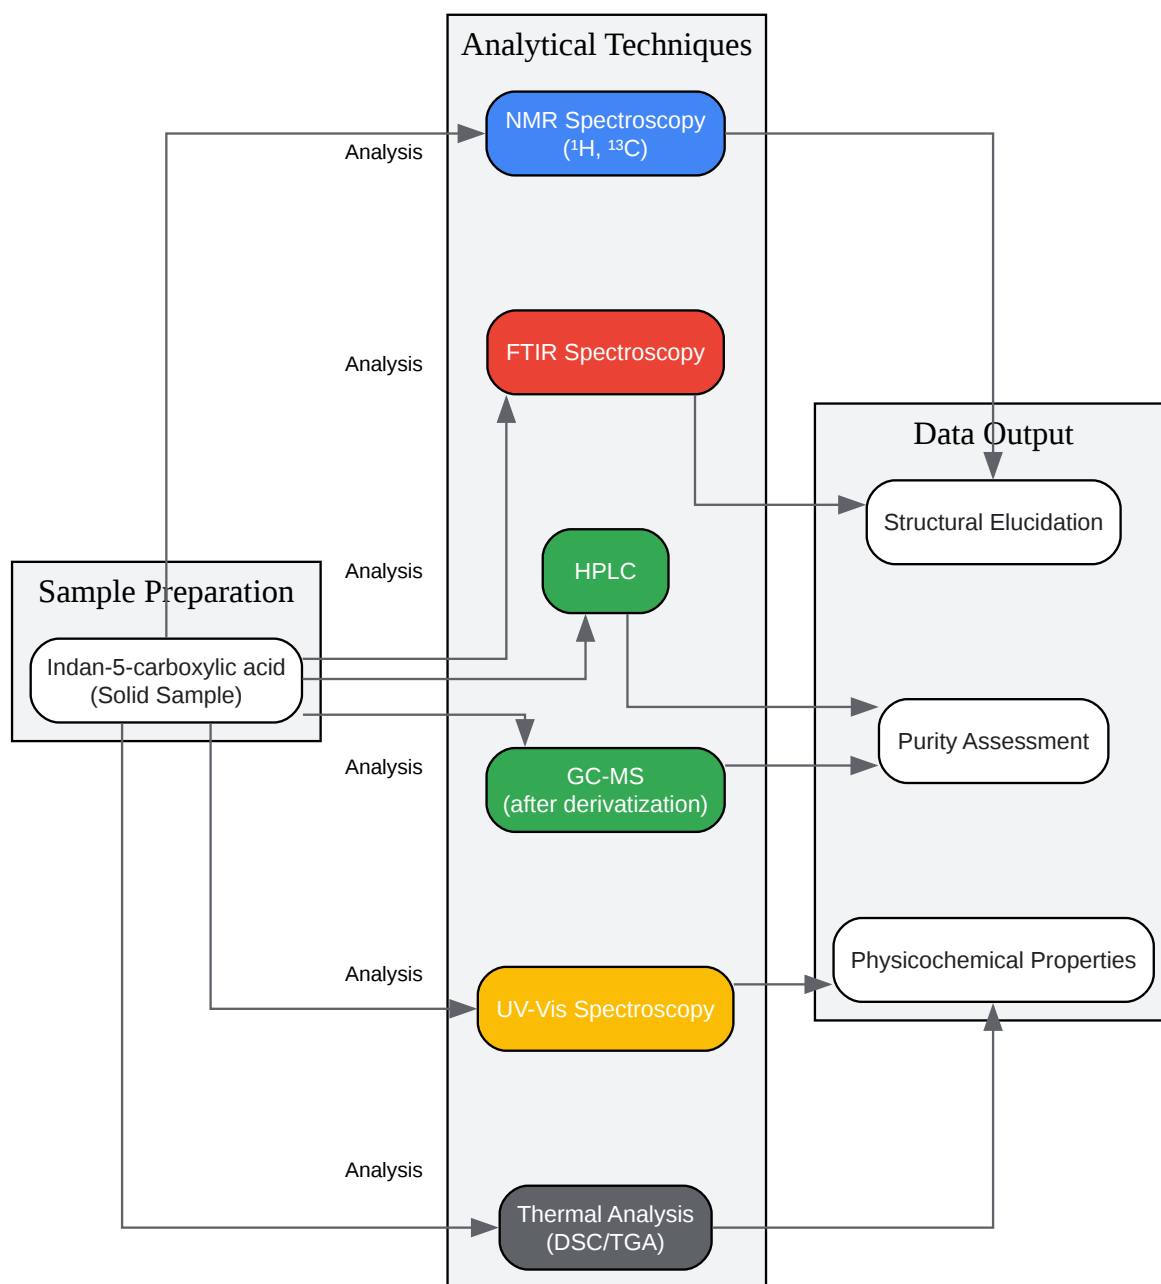 Analytical Techniques
NMR Spectroscopy
(¹H, ¹³C)
Analysis
FTIR Spectroscopy
Analysis
Data Output
Structural Elucidation
HPLC
Analysis
Sample Preparation
Indan-5-carboxylic acid
(Solid Sample)
Purity Assessment
GC-MS
(after derivatization)
Analysis
Physicochemical Properties
Analysis
UV-Vis Spectroscopy
Analysis
Thermal Analysis
(DSC/TGA)